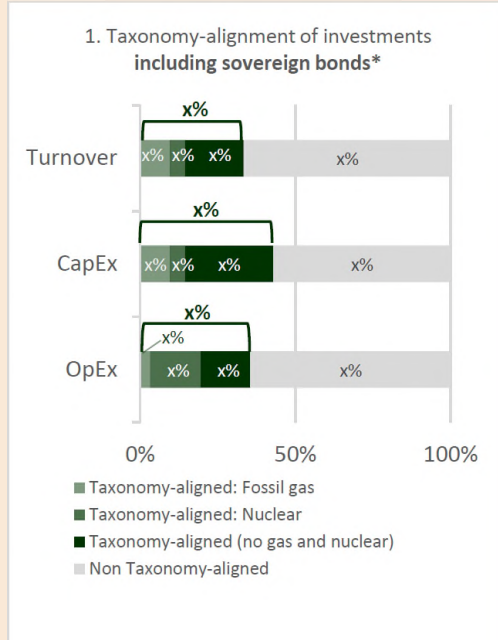 1. Taxonomy-alignment of investments
including sovereign bonds*
x%
Turnover
x% x% x% x%
x%
CapEx
x% x% x% x%
x%
x%
OpEx
x% x% x%
0% 50% 100%
Taxonomy-aligned: Fossil gas
Taxonomy-aligned: Nuclear
Taxonomy-aligned (no gas and nuclear)
Non Taxonomy-aligned